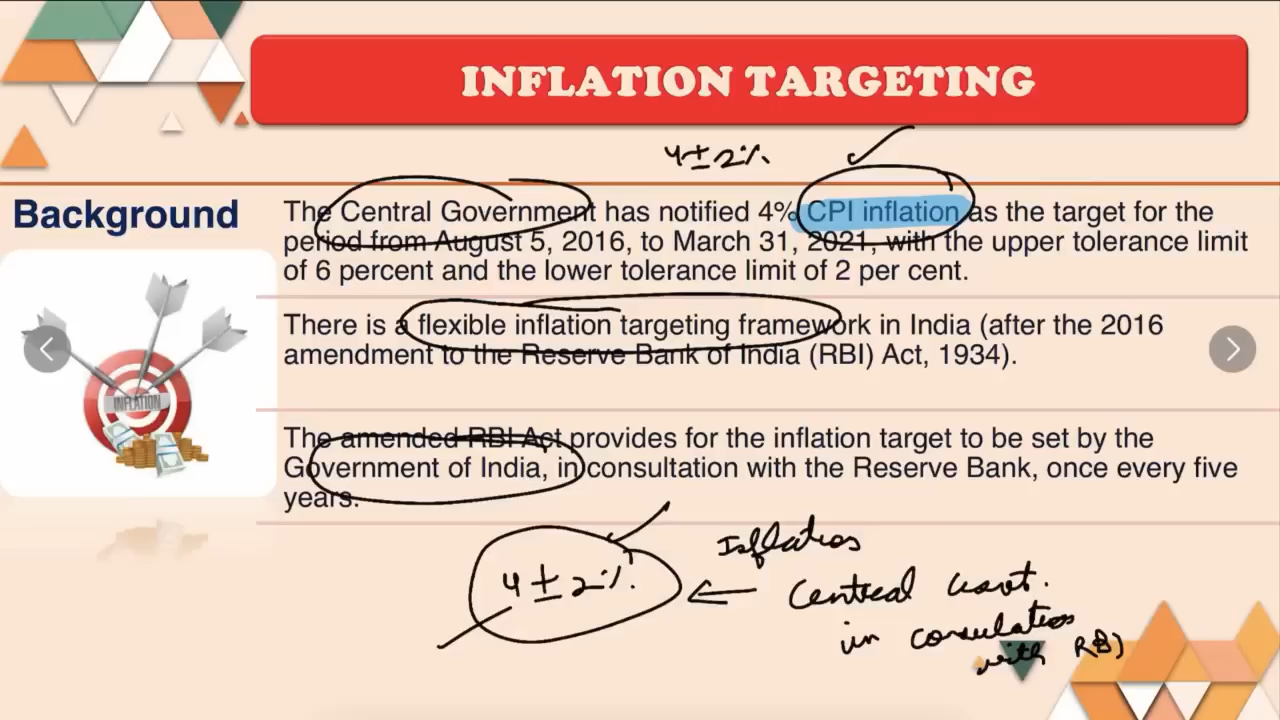 INFLATION TARGETING
4±2%
Background
The Central Government has notified 4% CPI inflation as the target for the
period from August 5, 2016, to March 31, 2021, with the upper tolerance limit
of 6 percent and the lower tolerance limit of 2 per cent.
There is a flexible inflation targeting framework in India (after the 2016
amendment to the Reserve Bank of India (RBI) Act, 1934).
INFLATION
The amended RBI Act provides for the inflation target to be set by the
Government of India, in consultation with the Reserve Bank, once every five
years.
Inflation
4±2%
Central Govt.
in consulation
with RBI